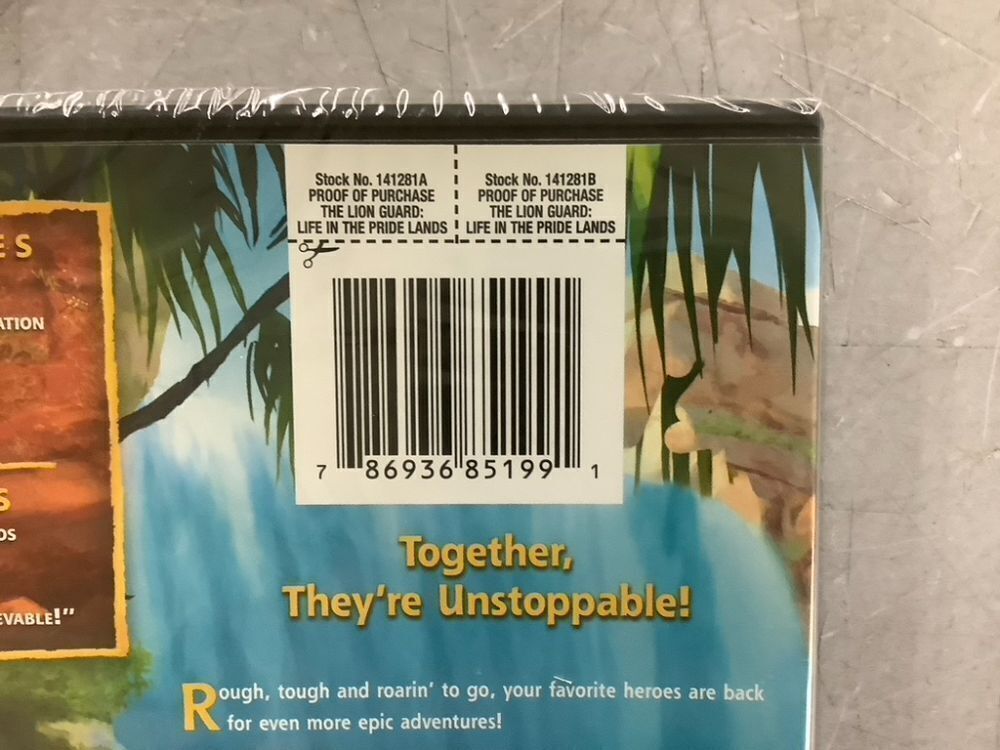 Stock No. 141281A
PROOF OF PURCHASE
THE LION GUARD:
LIFE IN THE PRIDE LANDS
Stock No. 141281B
PROOF OF PURCHASE
THE LION GUARD:
LIFE IN THE PRIDE LANDS
7 86936 85199 1
ES
ATION
S
DS
EVABLE!”
Together,
They’re Unstoppable!
Rough, tough and roarin’ to go, your favorite heroes are back
for even more epic adventures!